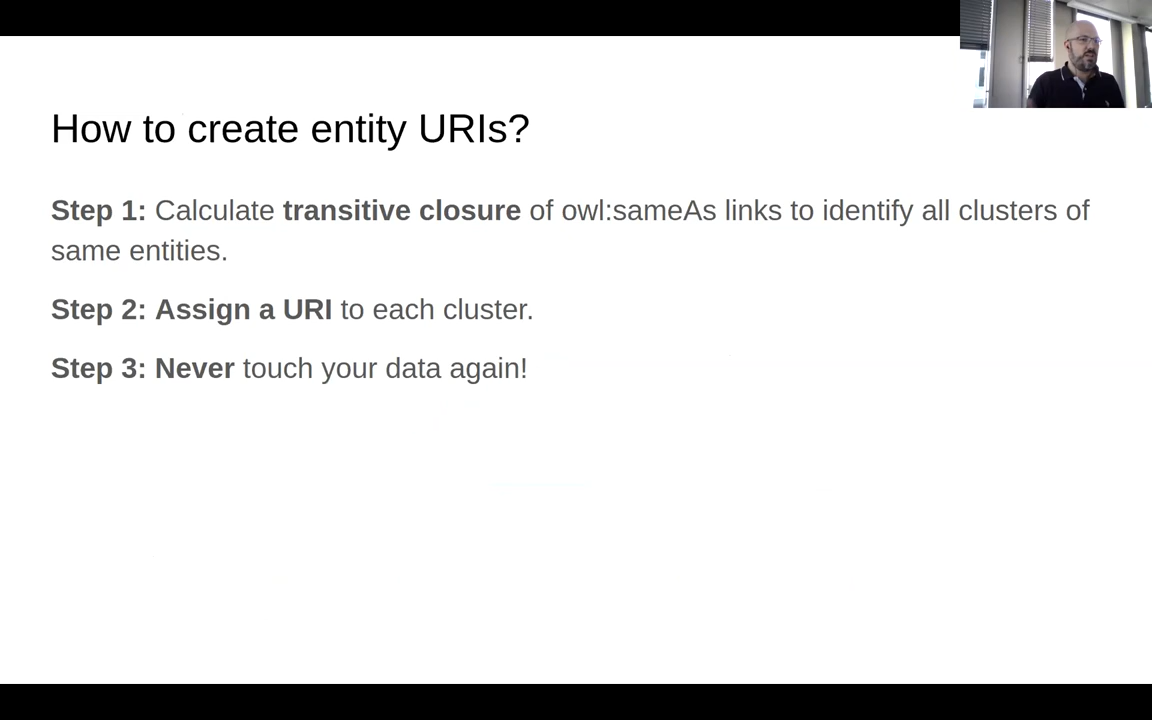 How to create entity URIs?
Step 1: Calculate transitive closure of owl:sameAs links to identify all clusters of
same entities.
Step 2: Assign a URI to each cluster.
Step 3: Never touch your data again!